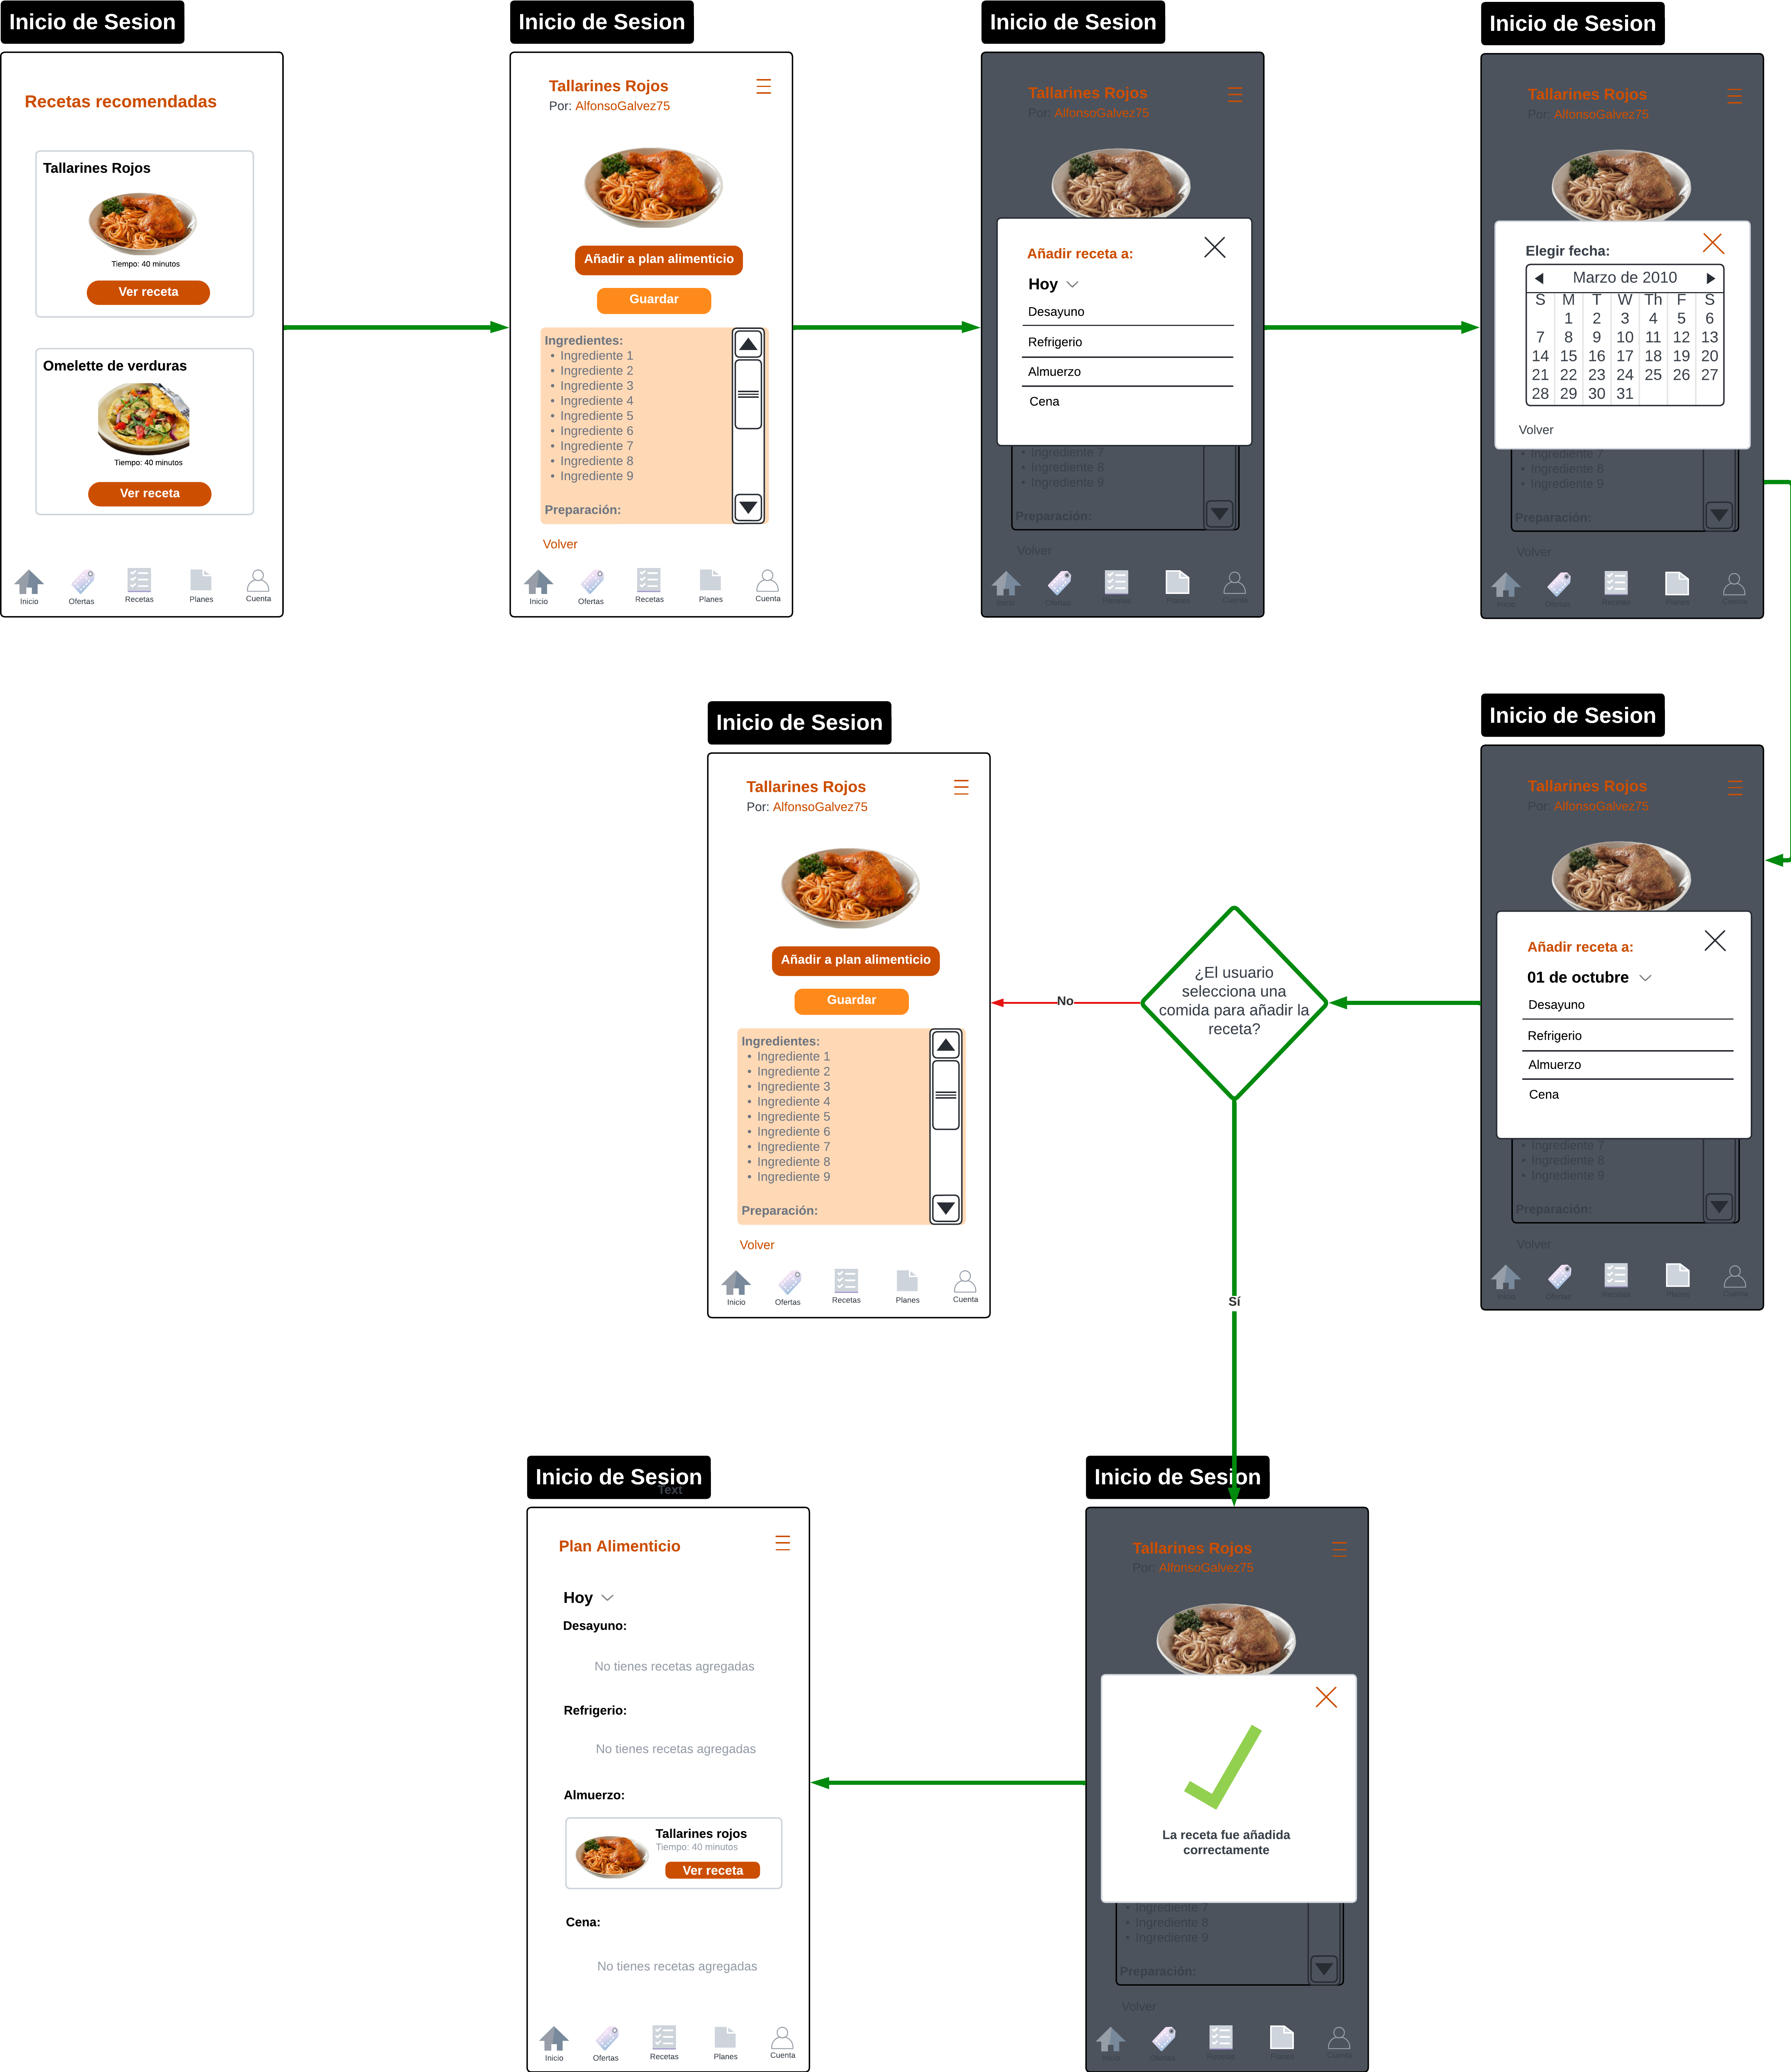 Inicio de Sesion
Recetas recomendadas
Tallarines Rojos
Tiempo: 40 minutos
Ver receta
Omelette de verduras
Tiempo: 40 minutos
Ver receta
Inicio
Ofertas
Recetas
Planes
Cuenta
Inicio de Sesion
Tallarines Rojos
Por: AlfonsoGalvez75
Añadir a plan alimenticio
Guardar
Ingredientes:
• Ingrediente 1
• Ingrediente 2
• Ingrediente 3
• Ingrediente 4
• Ingrediente 5
• Ingrediente 6
• Ingrediente 7
• Ingrediente 8
• Ingrediente 9
Preparación:
Volver
Inicio
Ofertas
Recetas
Planes
Cuenta
Inicio de Sesion
Tallarines Rojos
Por: AlfonsoGalvez75
Añadir receta a:
Hoy
Desayuno
Refrigerio
Almuerzo
Cena
• Ingrediente 7
• Ingrediente 8
• Ingrediente 9
Preparación:
Volver
Inicio
Ofertas
Recetas
Planes
Cuenta
Inicio de Sesion
Tallarines Rojos
Por: AlfonsoGalvez75
Elegir fecha:
Marzo de 2010
S M T W Th F S
1 2 3 4 5 6
7 8 9 10 11 12 13
14 15 16 17 18 19 20
21 22 23 24 25 26 27
28 29 30 31
Volver
• Ingrediente 7
• Ingrediente 8
• Ingrediente 9
Preparación:
Volver
Inicio
Ofertas
Recetas
Planes
Cuenta
Inicio de Sesion
Tallarines Rojos
Por: AlfonsoGalvez75
Añadir receta a:
01 de octubre
Desayuno
Refrigerio
Almuerzo
Cena
• Ingrediente 7
• Ingrediente 8
• Ingrediente 9
Preparación:
Volver
Inicio
Ofertas
Recetas
Planes
Cuenta
¿El usuario
selecciona una
comida para añadir la
receta?
No
Sí
Inicio de Sesion
Tallarines Rojos
Por: AlfonsoGalvez75
Añadir a plan alimenticio
Guardar
Ingredientes:
• Ingrediente 1
• Ingrediente 2
• Ingrediente 3
• Ingrediente 4
• Ingrediente 5
• Ingrediente 6
• Ingrediente 7
• Ingrediente 8
• Ingrediente 9
Preparación:
Volver
Inicio
Ofertas
Recetas
Planes
Cuenta
Inicio de Sesion
Tallarines Rojos
Por: AlfonsoGalvez75
La receta fue añadida
correctamente
• Ingrediente 7
• Ingrediente 8
• Ingrediente 9
Preparación:
Volver
Inicio
Ofertas
Recetas
Planes
Cuenta
Inicio de Sesion
Text
Plan Alimenticio
Hoy
Desayuno:
No tienes recetas agregadas
Refrigerio:
No tienes recetas agregadas
Almuerzo:
Tallarines rojos
Tiempo: 40 minutos
Ver receta
Cena:
No tienes recetas agregadas
Inicio
Ofertas
Recetas
Planes
Cuenta